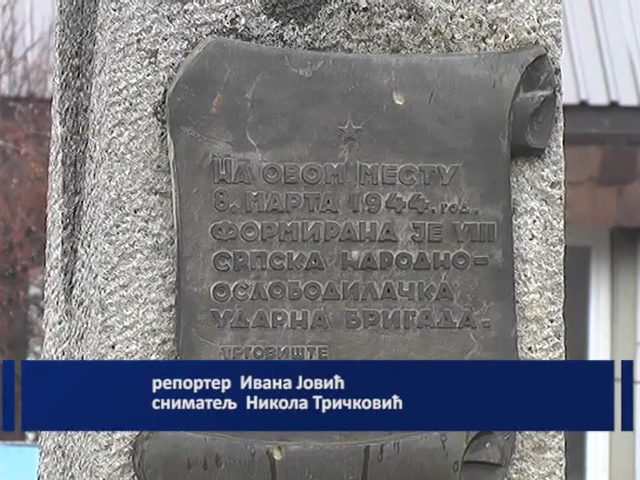 НА ОВОМ МЕСТУ
8. МАРТА 1944. год.
ФОРМИРАНА ЈЕ VIII
СРПСКА НАРОДНО-
ОСЛОБОДИЛАЧКА
УДАРНА БРИГАДА.
ТРГОВИШТЕ
репортер Ивана Јовић
сниматељ Никола Тричковић